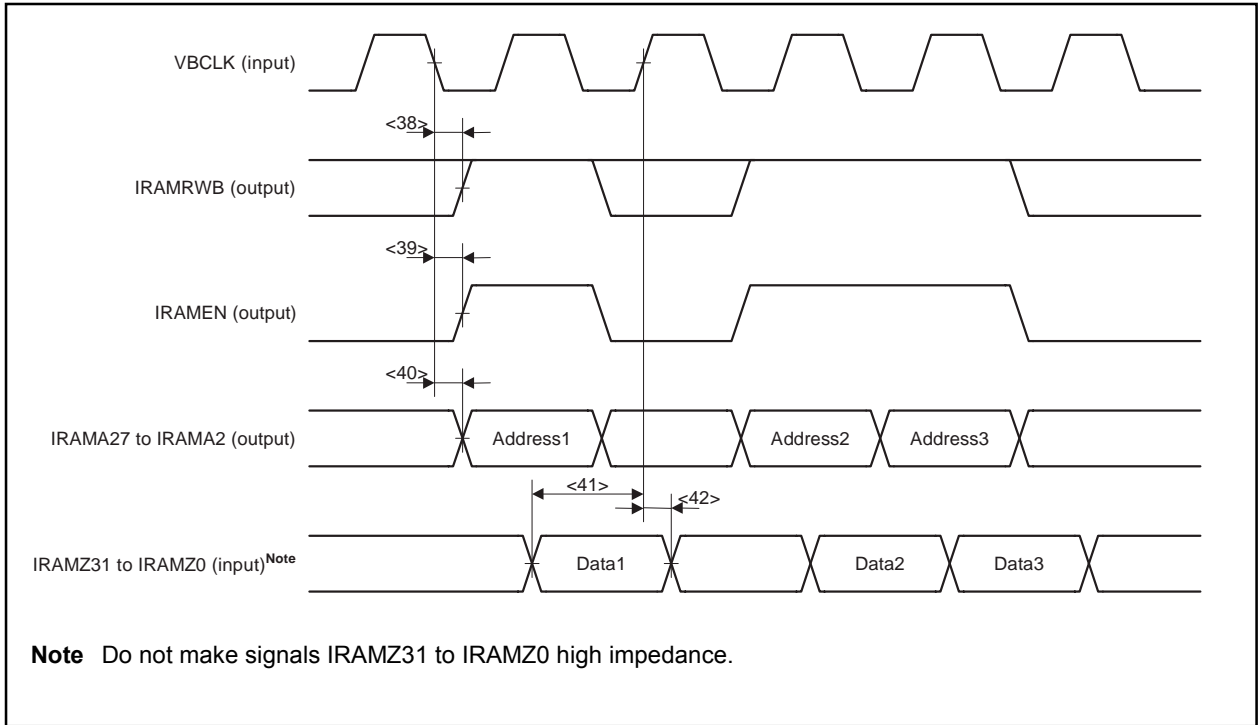 VBCLK (input)
<38>
IRAMRWB (output)
<39>
IRAMEN (output)
<40>
IRAMA27 to IRAMA2 (output) Address1 Address2 Address3
<41> <42>
IRAMZ31 to IRAMZ0 (input)Note Data1 Data2 Data3
Note Do not make signals IRAMZ31 to IRAMZ0 high impedance.